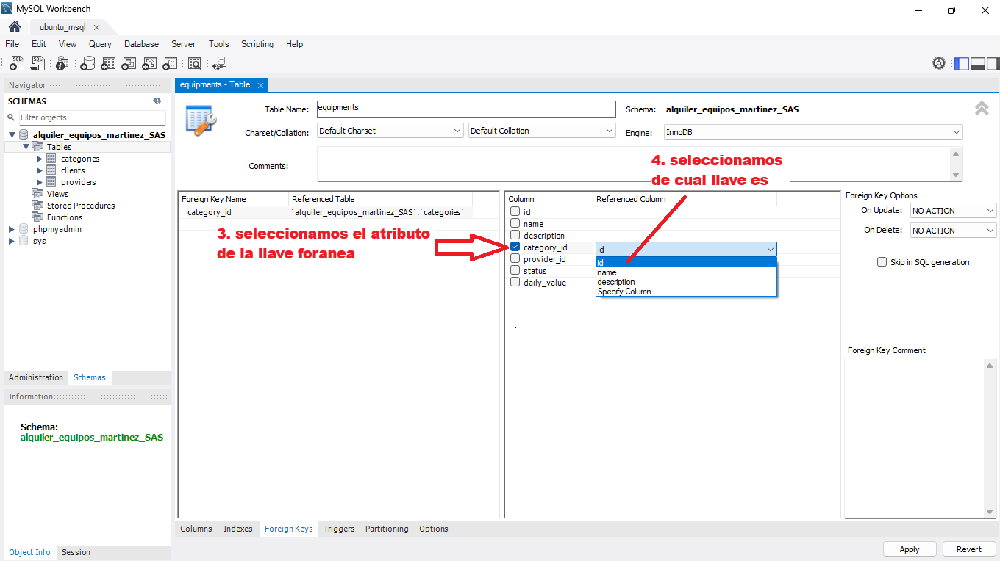 MySQL Workbench
ubuntu_msql
File Edit View Query Database Server Tools Scripting Help
Navigator
SCHEMAS
Filter objects
alquiler_equipos_martinez_SAS
Tables
categories
clients
providers
Views
Stored Procedures
Functions
phpmyadmin
sys
Administration Schemas
Information
Schema:
alquiler_equipos_martinez_SAS
Object Info Session
equipments - Table
Table Name: equipments
Schema: alquiler_equipos_martinez_SAS
Charset/Collation: Default Charset Default Collation
Engine: InnoDB
Comments:
4. seleccionamos
de cual llave es
Foreign Key Name Referenced Table
category_id `alquiler_equipos_martinez_SAS`.`categories`
3. seleccionamos el atributo
de la llave foranea
Column Referenced Column
id
name
description
category_id id
provider_id
status
daily_value
id
name
description
Specify Column...
.
Foreign Key Options
On Update: NO ACTION
On Delete: NO ACTION
Skip in SQL generation
Foreign Key Comment
Columns Indexes Foreign Keys Triggers Partitioning Options
Apply Revert